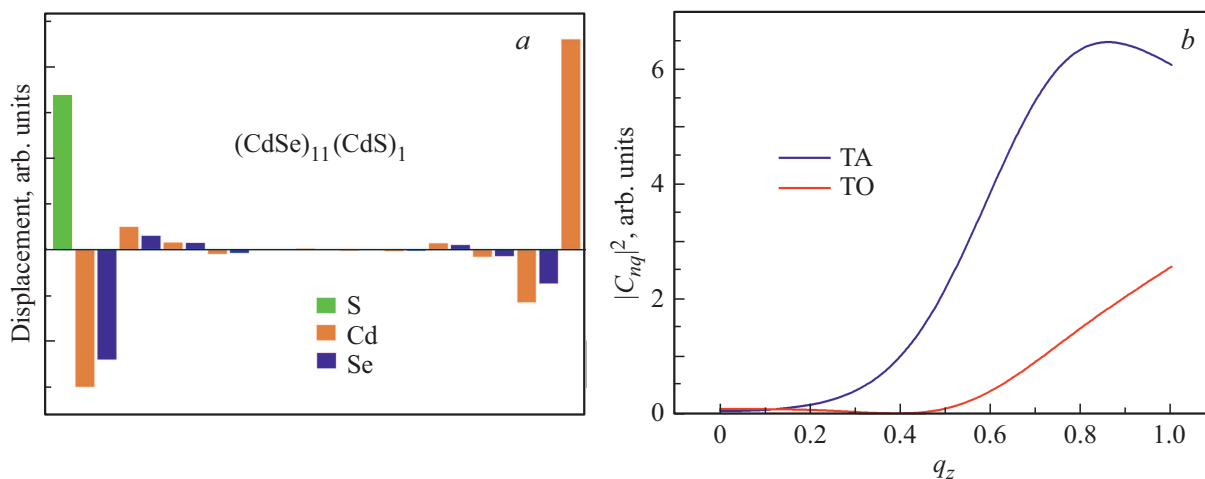 a
Displacement, arb. units
(CdSe)11(CdS)1
S
Cd
Se
b
|Cnq|², arb. units
6
4
2
0
TA
TO
0 0.2 0.4 0.6 0.8 1.0
qz